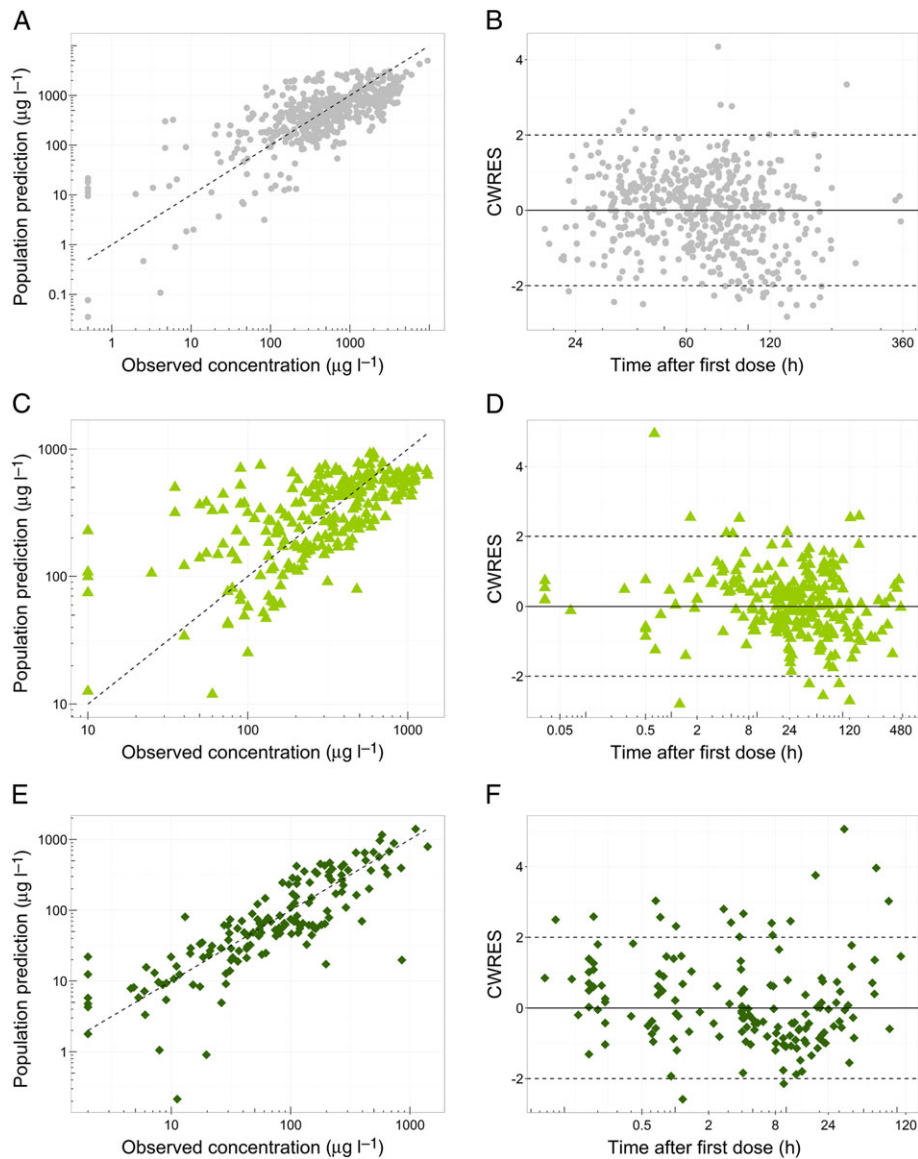 A
B
Population prediction (µg l–1)
1000
100
10
1
0.1
1
10
100
1000
Observed concentration (µg l–1)
CWRES
4
2
0
-2
24
60
120
360
Time after first dose (h)
C
D
Population prediction (µg l–1)
1000
100
10
10
100
1000
Observed concentration (µg l–1)
CWRES
4
2
0
-2
0.05
0.5
2
8
24
120
480
Time after first dose (h)
E
F
Population prediction (µg l–1)
1000
100
10
1
10
100
1000
Observed concentration (µg l–1)
CWRES
4
2
0
-2
0.5
2
8
24
120
Time after first dose (h)